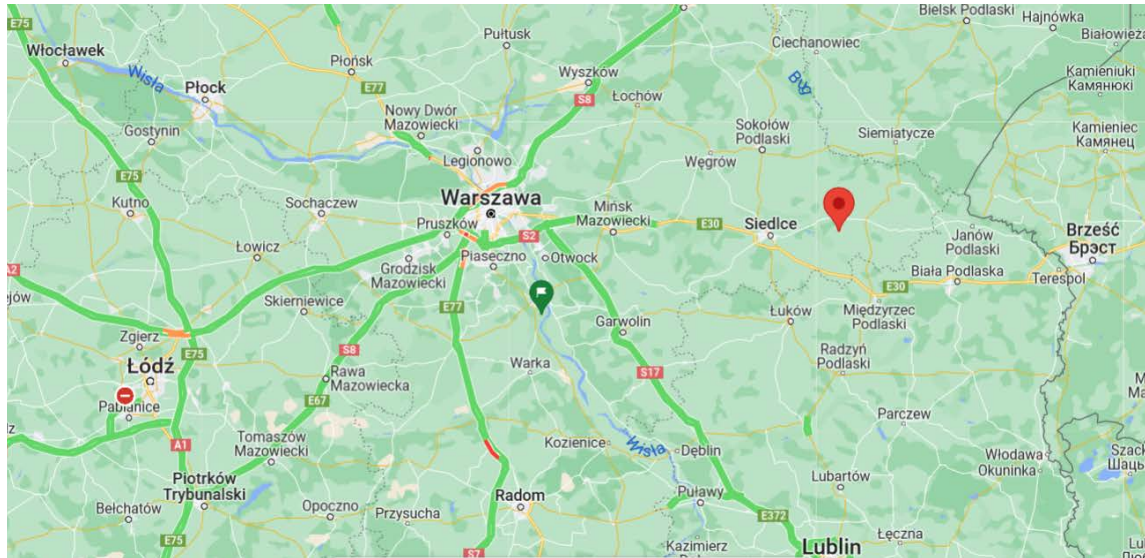 E75
Bielsk Podlaski
Hajnówka
Włocławek
Pułtusk
Ciechanowiec
Białowieża
Płońsk
Wisła
E77
Wyszków
Bug
Kamieniuki
Камянюкі
Płock
Łochów
S8
Nowy Dwór
Mazowiecki
Gostynin
Sokołów
Podlaski
Siemiatycze
Kamieniec
Камянец
Legionowo
Węgrów
E75
Kutno
Sochaczew
Warszawa
Mińsk
Mazowiecki
Pruszków
S2
E30
Siedlce
Janów
Podlaski
Brześć
Брэст
Łowicz
Piaseczno
Otwock
A2
Grodzisk
Mazowiecki
Biała Podlaska
Terespol
E30
Skierniewice
E77
Międzyrzec
Podlaski
Łuków
Garwolin
Zgierz
E75
S8
Radzyń
Podlaski
Łódź
Warka
Rawa
Mazowiecka
S17
E67
Pabianice
Parczew
A1
Tomaszów
Mazowiecki
Kozienice
Wisła
Dęblin
Włodawa
Okuninka
Piotrków
Trybunalski
Lubartów
Radom
Puławy
Bełchatów
Opoczno
Przysucha
E372
Łęczna
E75
S7
Kazimierz
Lublin